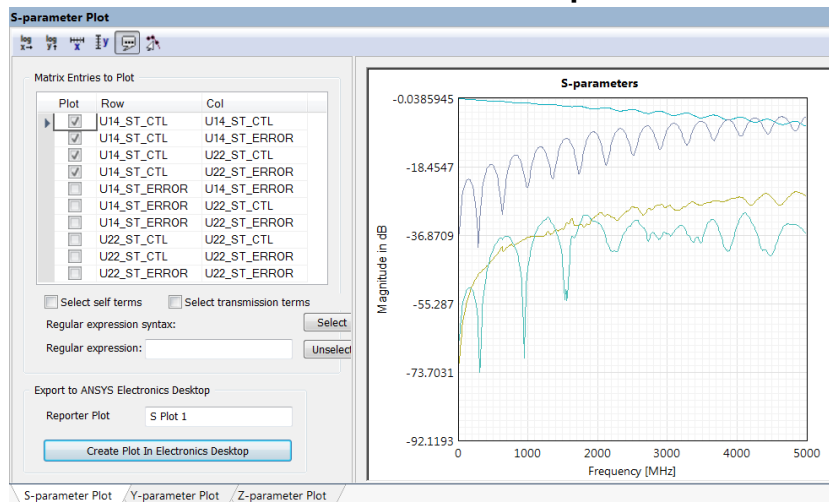 S-parameter Plot
log x→ log y↑ x y
Matrix Entries to Plot
Plot Row Col
U14_ST_CTL U14_ST_CTL
U14_ST_CTL U14_ST_ERROR
U14_ST_CTL U22_ST_CTL
U14_ST_CTL U22_ST_ERROR
U14_ST_ERROR U14_ST_ERROR
U14_ST_ERROR U22_ST_CTL
U14_ST_ERROR U22_ST_ERROR
U22_ST_CTL U22_ST_CTL
U22_ST_CTL U22_ST_ERROR
U22_ST_ERROR U22_ST_ERROR
Select self terms Select transmission terms
Regular expression syntax: Select
Regular expression: Unselect
Export to ANSYS Electronics Desktop
Reporter Plot S Plot 1
Create Plot In Electronics Desktop
S-parameters
Magnitude in dB
-0.0385945
-18.4547
-36.8709
-55.287
-73.7031
-92.1193
0 1000 2000 3000 4000 5000
Frequency [MHz]
S-parameter Plot Y-parameter Plot Z-parameter Plot